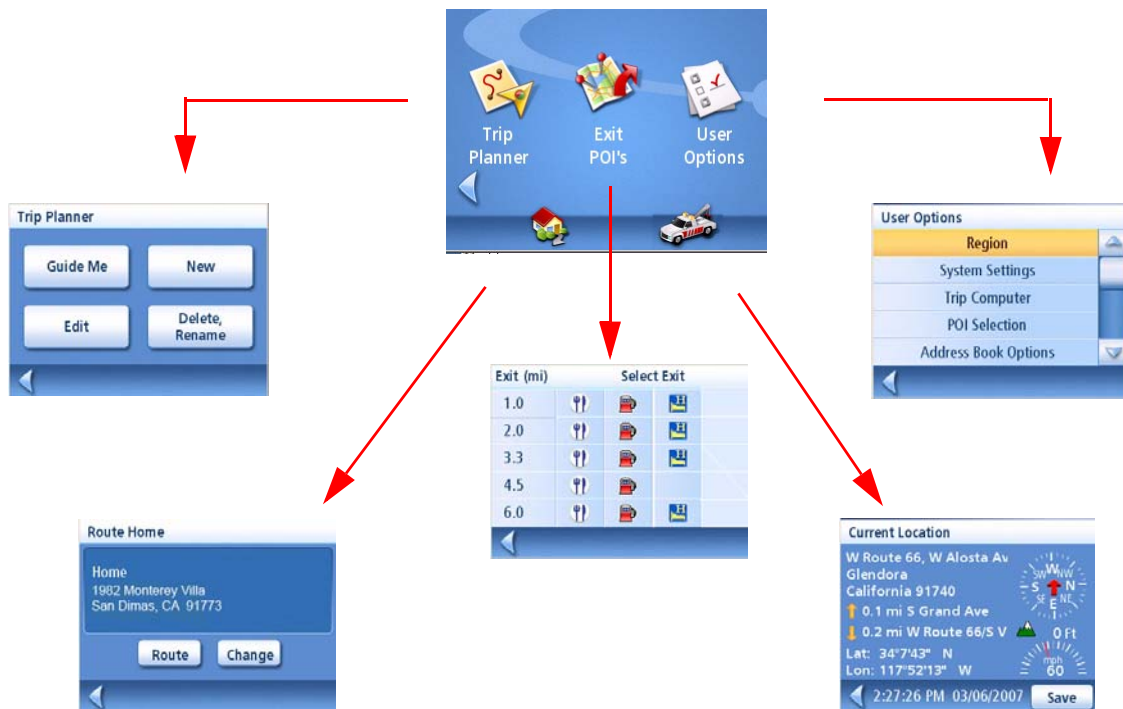 Trip Planner
Exit POI's
User Options
Trip Planner
Guide Me
New
Edit
Delete, Rename
User Options
Region
System Settings
Trip Computer
POI Selection
Address Book Options
Exit (mi) Select Exit
1.0
2.0
3.3
4.5
6.0
Route Home
Home
1982 Monterey Villa
San Dimas, CA 91773
Route Change
Current Location
W Route 66, W Alosta Av
Glendora
California 91740
0.1 mi S Grand Ave
0.2 mi W Route 66/S V
Lat: 34°7'43" N
Lon: 117°52'13" W
SW W NW
S N
SE E NE
0 Ft
mph
60
2:27:26 PM 03/06/2007 Save